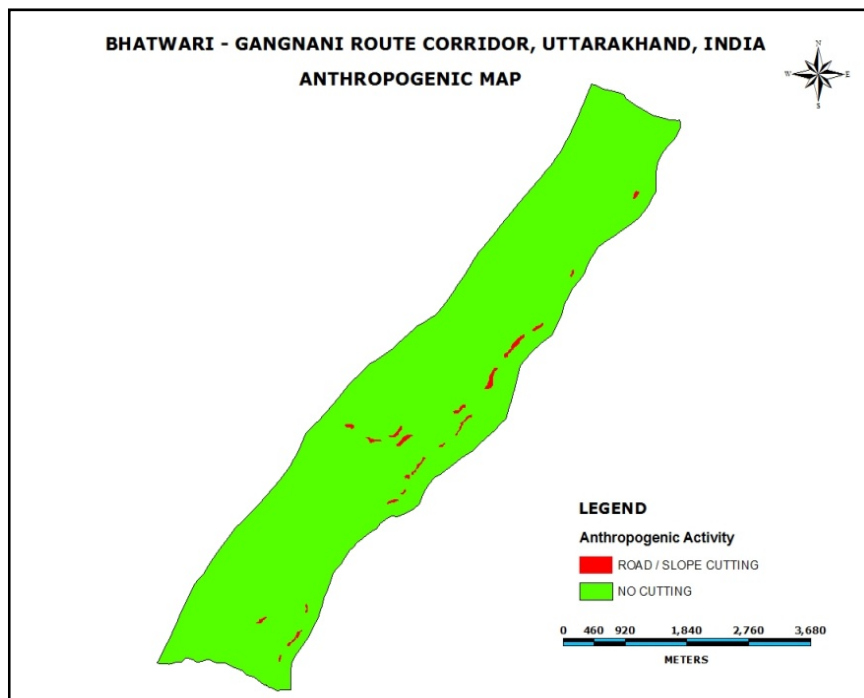 BHATWARI - GANGNANI ROUTE CORRIDOR, UTTARAKHAND, INDIA
ANTHROPOGENIC MAP
N
W E
S
LEGEND
Anthropogenic Activity
ROAD / SLOPE CUTTING
NO CUTTING
0 460 920 1,840 2,760 3,680
METERS